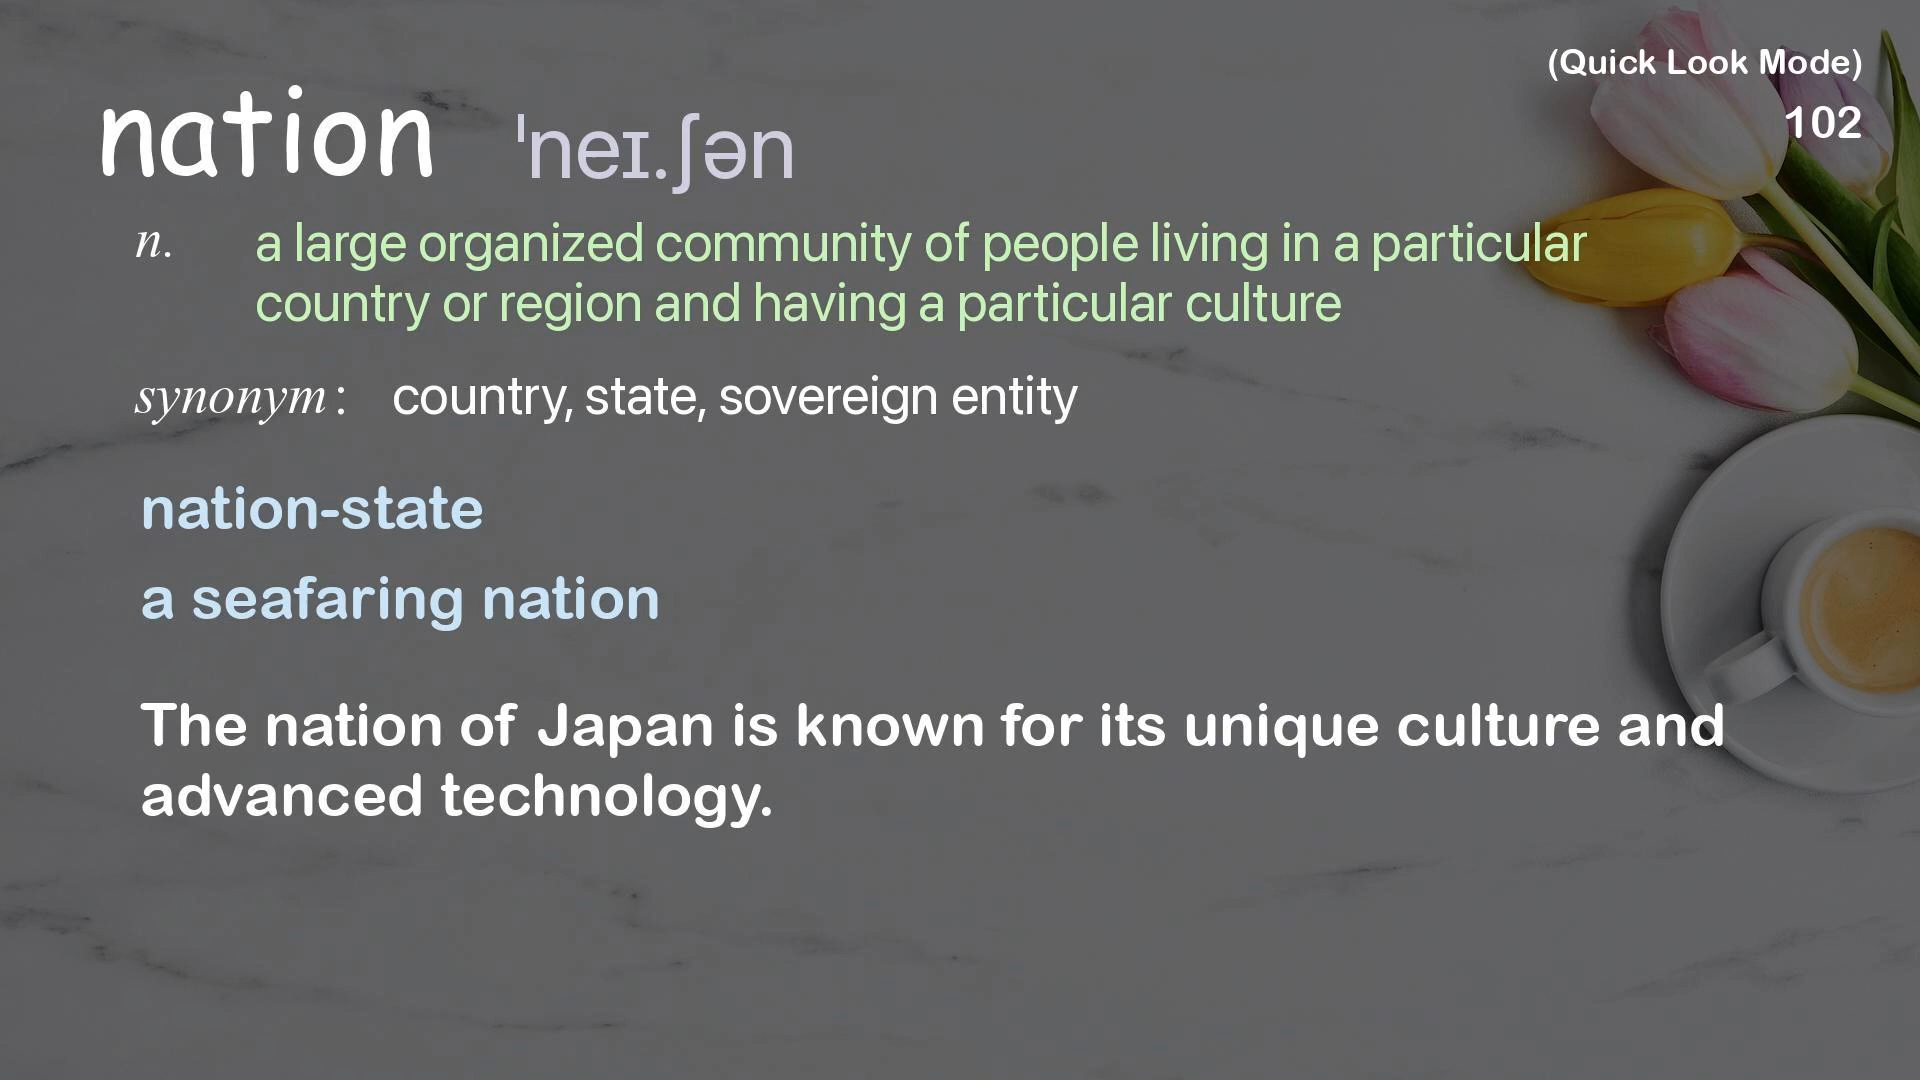 (Quick Look Mode)
102
nation ˈneɪ.ʃən
n. a large organized community of people living in a particular
country or region and having a particular culture
synonym: country, state, sovereign entity
nation-state
a seafaring nation
The nation of Japan is known for its unique culture and
advanced technology.